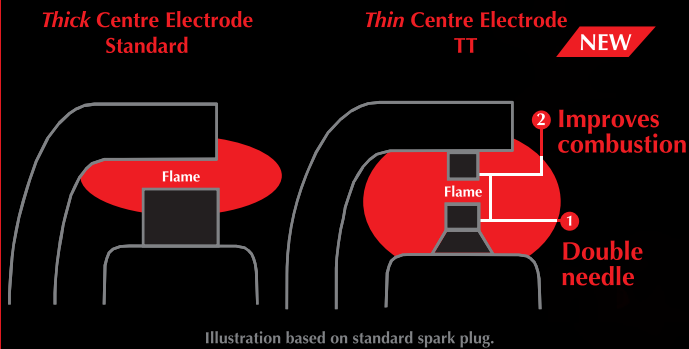 Thick Centre Electrode
Standard
Thin Centre Electrode
TT
NEW
Flame
Flame
2 Improves
combustion
1
Double
needle
Illustration based on standard spark plug.